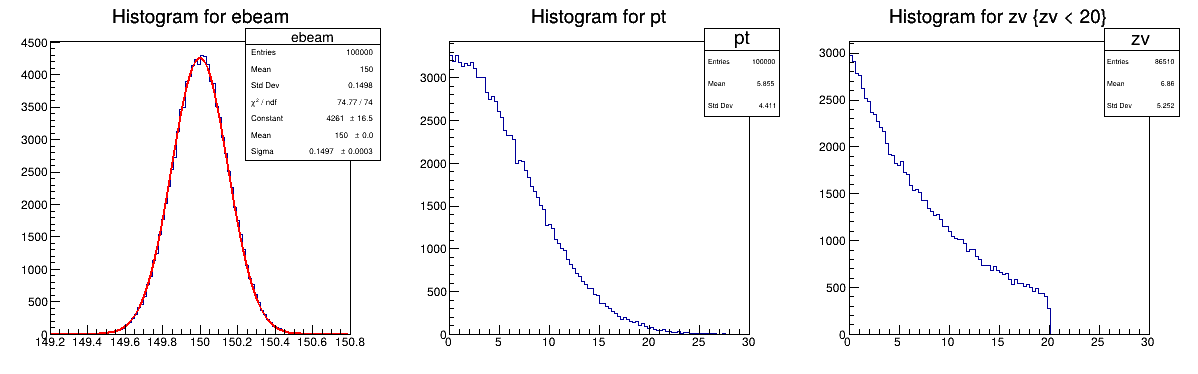 Histogram for ebeam
ebeam
Entries 100000
Mean 150
Std Dev 0.1498
χ² / ndf 74.77 / 74
Constant 4261 ± 16.5
Mean 150 ± 0.0
Sigma 0.1497 ± 0.0003
4500
4000
3500
3000
2500
2000
1500
1000
500
0
149.2 149.4 149.6 149.8 150 150.2 150.4 150.6 150.8
Histogram for pt
pt
Entries 100000
Mean 5.855
Std Dev 4.411
3000
2500
2000
1500
1000
500
0
0 5 10 15 20 25 30
Histogram for zv {zv < 20}
zv
Entries 86510
Mean 6.86
Std Dev 5.252
3000
2500
2000
1500
1000
500
0
0 5 10 15 20 25 30